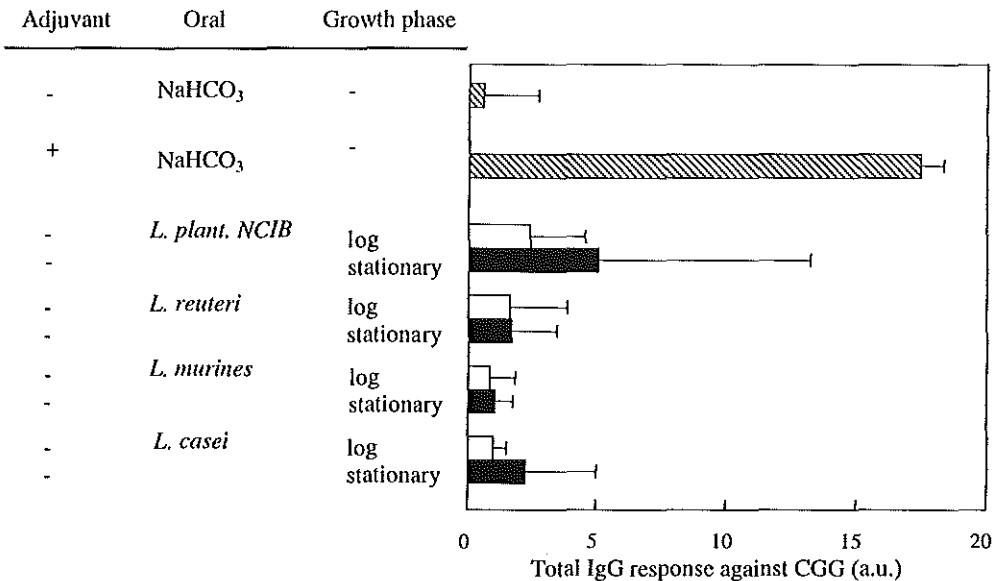 Adjuvant Oral Growth phase
- NaHCO3 -
+ NaHCO3 -
L. plant. NCIB
- log
- stationary
L. reuteri
- log
- stationary
L. murines
- log
- stationary
L. casei
- log
- stationary
0 5 10 15 20
Total IgG response against CGG (a.u.)